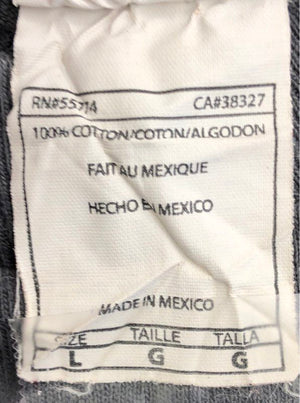 RN#55714 CA#38327
100% COTTON/COTON/ALGODON
FAIT AU MEXIQUE
HECHO EN MEXICO
MADE IN MEXICO
SIZE TAILLE TALLA
L G G